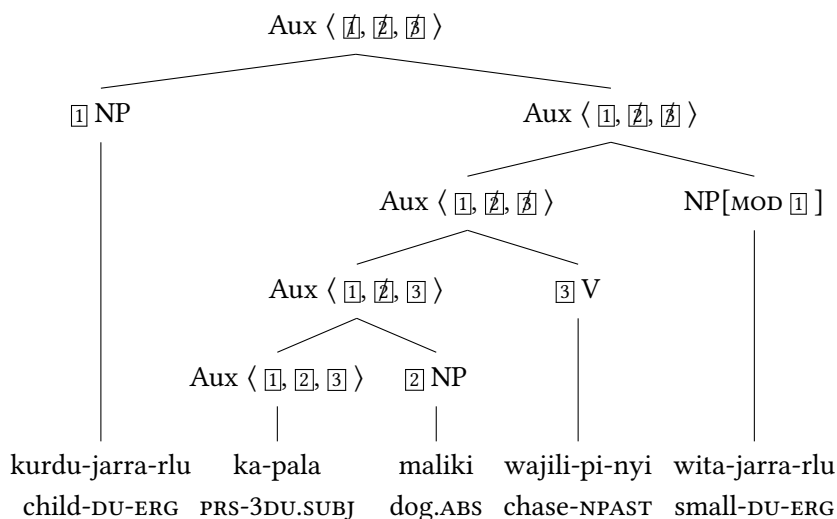 Aux ⟨ 1̸, 2̸, 3̸ ⟩
1 NP Aux ⟨ 1, 2̸, 3̸ ⟩
Aux ⟨ 1, 2̸, 3̸ ⟩ NP[MOD 1 ]
Aux ⟨ 1, 2̸, 3 ⟩ 3 V
Aux ⟨ 1, 2, 3 ⟩ 2 NP
kurdu-jarra-rlu ka-pala maliki wajili-pi-nyi wita-jarra-rlu
child-DU-ERG PRS-3DU.SUBJ dog.ABS chase-NPAST small-DU-ERG